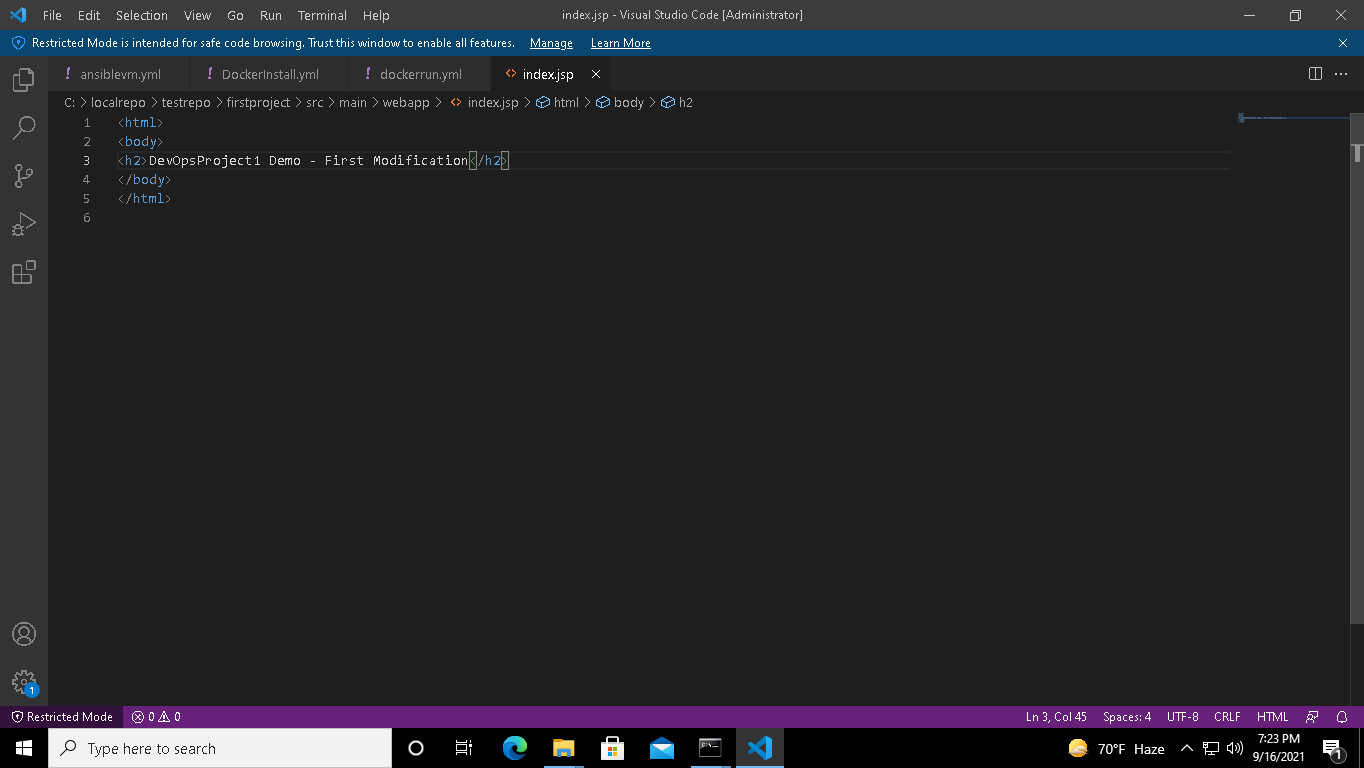 File Edit Selection View Go Run Terminal Help index.jsp - Visual Studio Code [Administrator]
Restricted Mode is intended for safe code browsing. Trust this window to enable all features. Manage Learn More
! ansiblevm.yml ! DockerInstall.yml ! dockerrun.yml <> index.jsp
C: > localrepo > testrepo > firstproject > src > main > webapp > <> index.jsp > html > body > h2
1 <html>
2 <body>
3 <h2>DevOpsProject1 Demo - First Modification</h2>
4 </body>
5 </html>
6
1
Restricted Mode 0 0 Ln 3, Col 45 Spaces: 4 UTF-8 CRLF HTML
Type here to search 70°F Haze 7:23 PM
9/16/2021 1